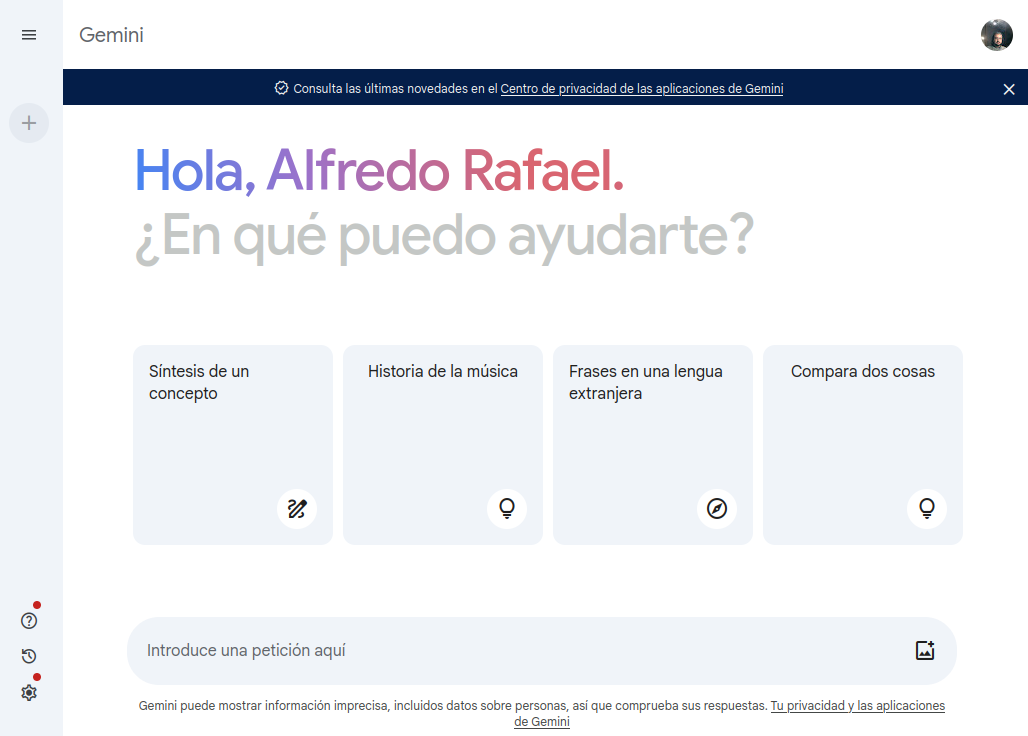 Gemini
Consulta las últimas novedades en el Centro de privacidad de las aplicaciones de Gemini
Hola, Alfredo Rafael.
¿En qué puedo ayudarte?
Síntesis de un
concepto
Historia de la música
Frases en una lengua
extranjera
Compara dos cosas
Introduce una petición aquí
Gemini puede mostrar información imprecisa, incluidos datos sobre personas, así que comprueba sus respuestas. Tu privacidad y las aplicaciones
de Gemini